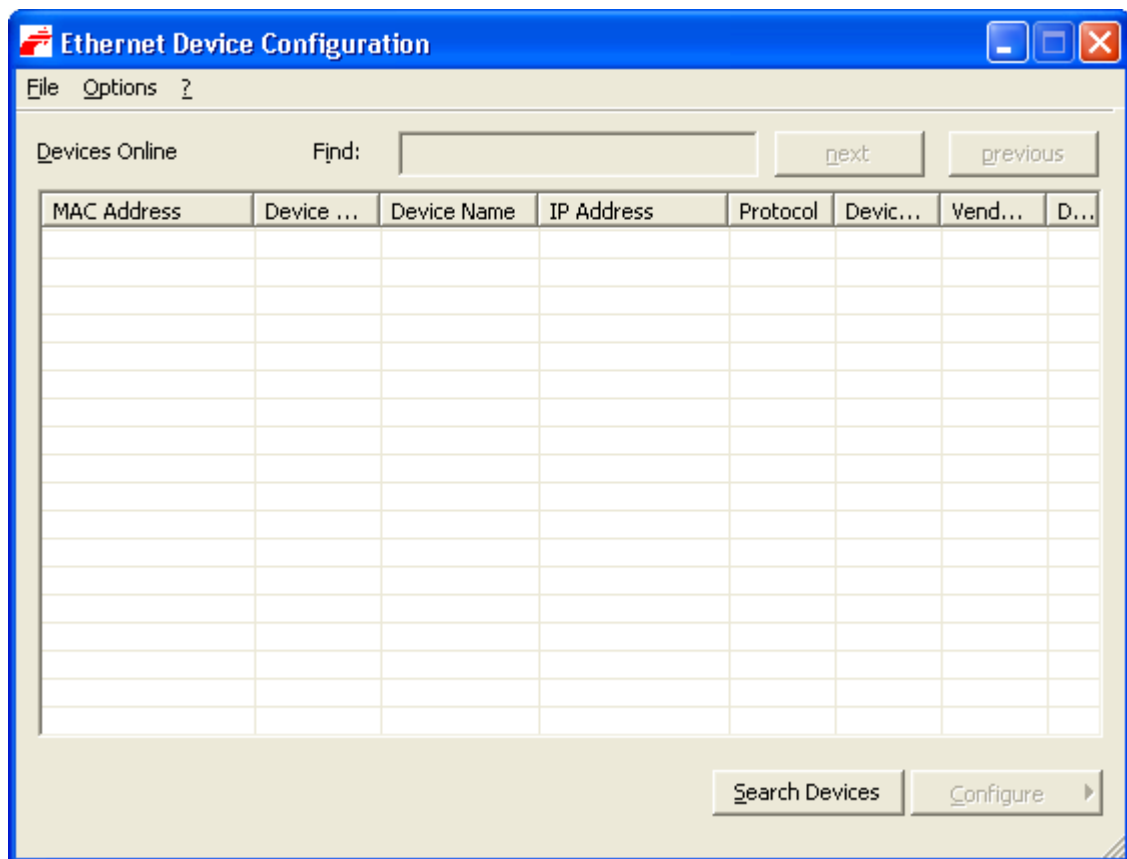 Ethernet Device Configuration
File Options ?
Devices Online Find: next previous
MAC Address Device ... Device Name IP Address Protocol Devic... Vend... D...
Search Devices Configure